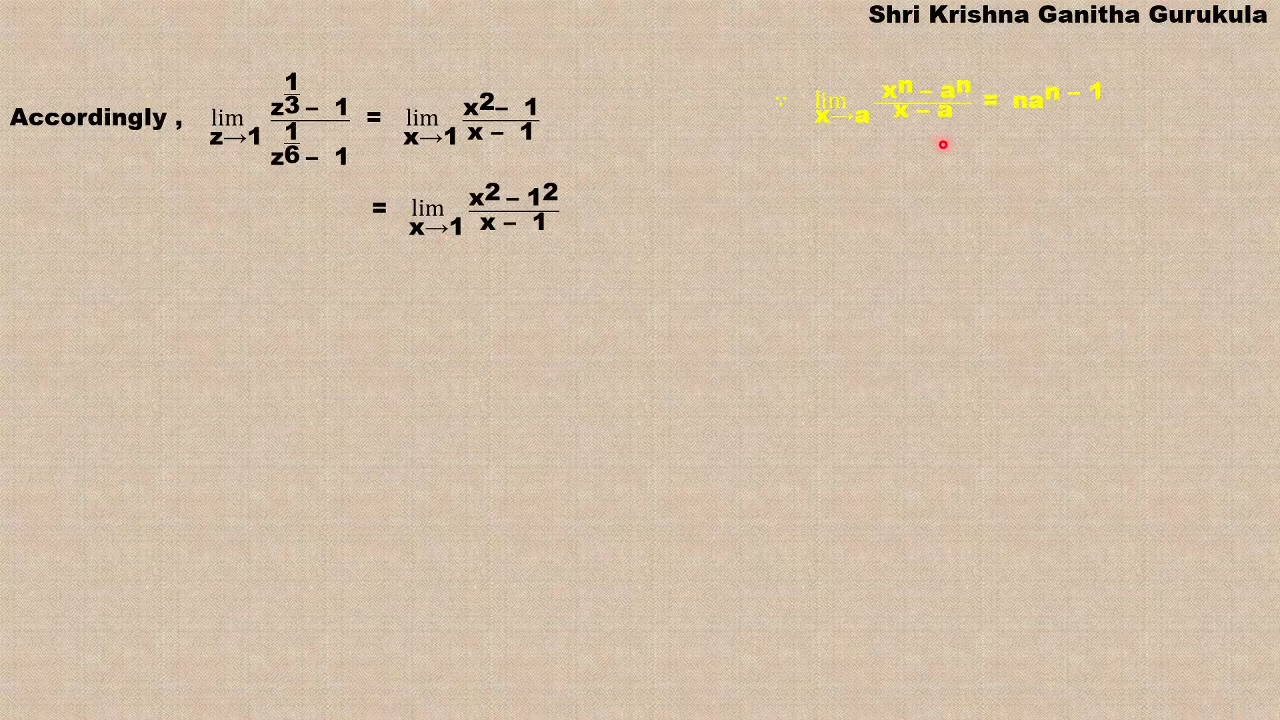 Shri Krishna Ganitha Gurukula
Accordingly , lim z→1 (z^(1/3) – 1)/(z^(1/6) – 1) = lim x→1 (x² – 1)/(x – 1)
= lim x→1 (x² – 1²)/(x – 1)
∵ lim x→a (xⁿ – aⁿ)/(x – a) = naⁿ ⁻ ¹